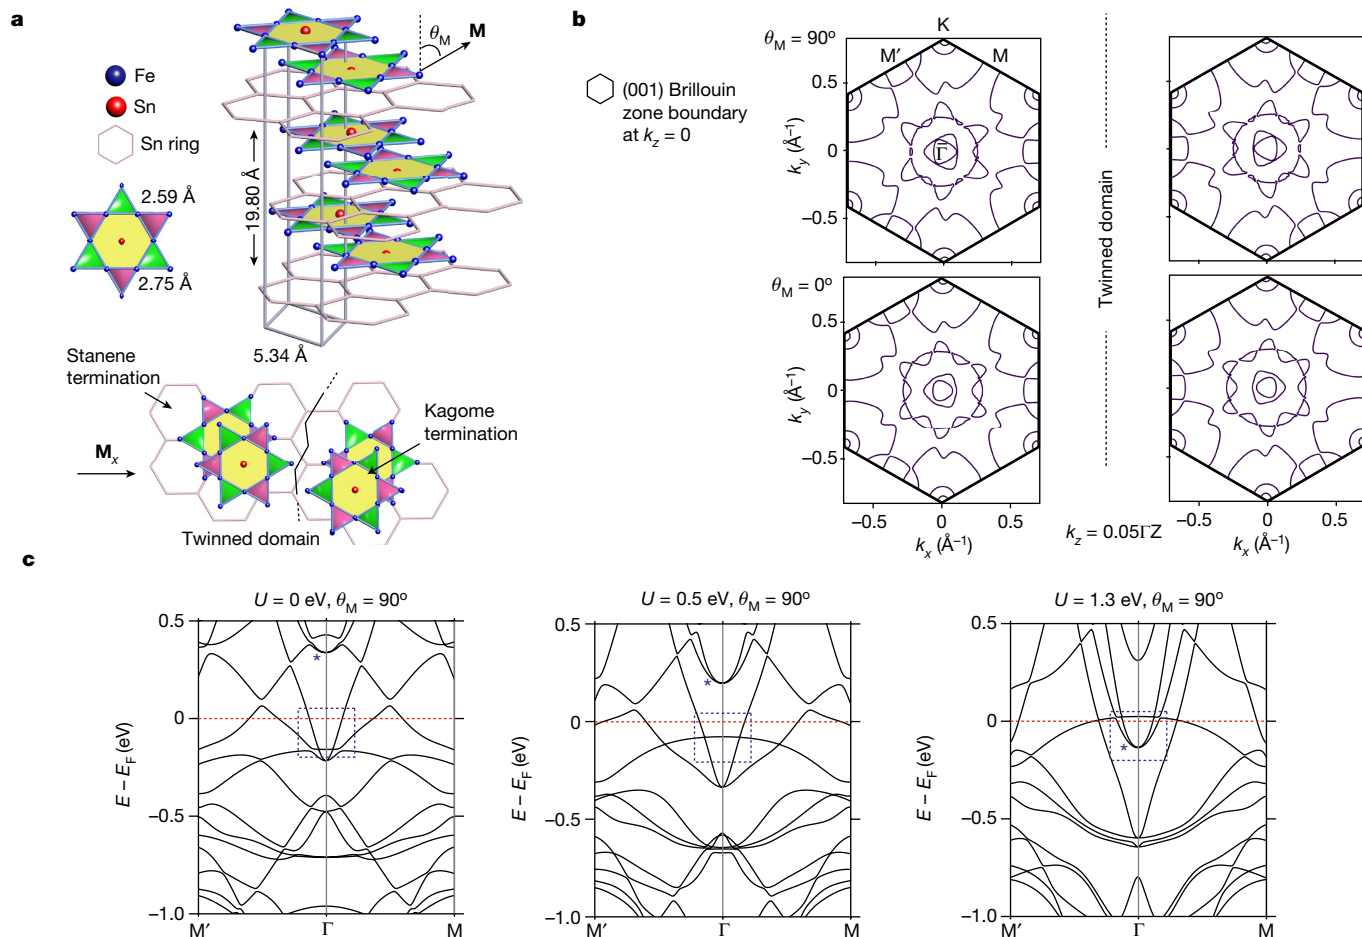 a
θM
M
Fe
Sn
Sn ring
2.59 Å
2.75 Å
19.80 Å
5.34 Å
Stanene
termination
Kagome
termination
Mx
Twinned domain
b
(001) Brillouin
zone boundary
at kz = 0
θM = 90º
K
M′
M
Γ̅
0.5
0
−0.5
ky (Å−1)
θM = 0º
0.5
0
−0.5
ky (Å−1)
−0.5
0
0.5
kx (Å−1)
Twinned domain
kz = 0.05ΓZ
−0.5
0
0.5
kx (Å−1)
c
U = 0 eV, θM = 90º
0.5
0
−0.5
−1.0
E − EF (eV)
*
M′
Γ
M
U = 0.5 eV, θM = 90º
0.5
0
−0.5
−1.0
E − EF (eV)
*
M′
Γ
M
U = 1.3 eV, θM = 90º
0.5
0
−0.5
−1.0
E − EF (eV)
*
M′
Γ
M